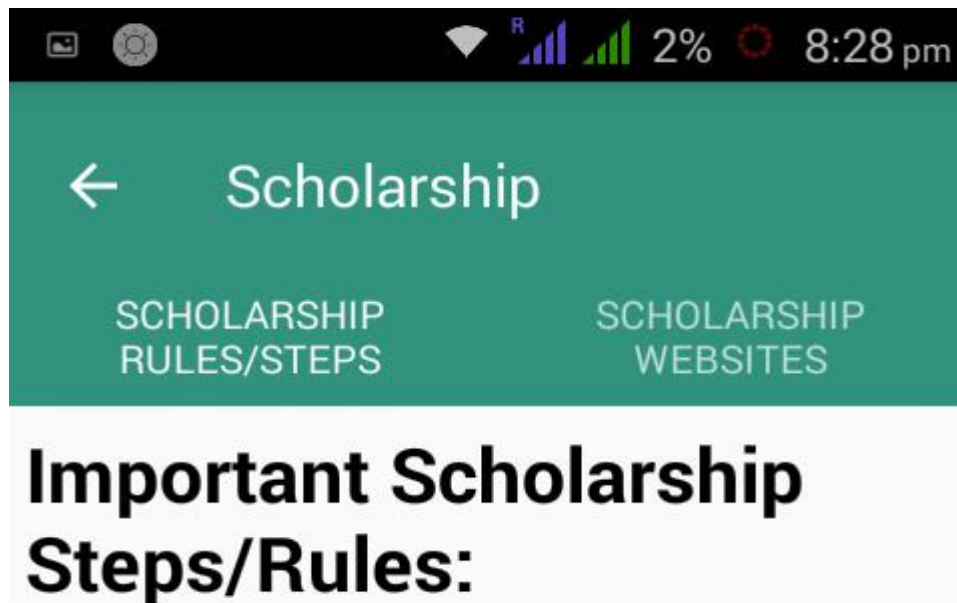 R 2% 8:28 pm
Scholarship
SCHOLARSHIP
RULES/STEPS
SCHOLARSHIP
WEBSITES
Important Scholarship
Steps/Rules: